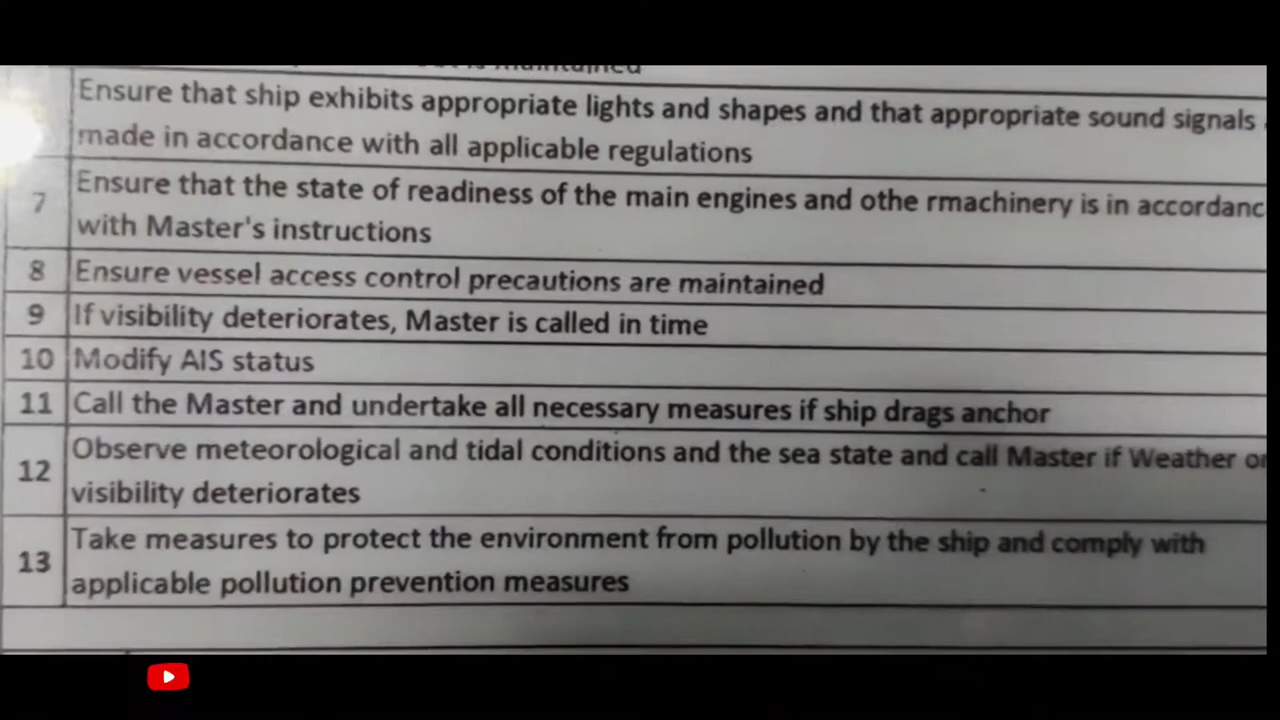 is maintained
Ensure that ship exhibits appropriate lights and shapes and that appropriate sound signals
made in accordance with all applicable regulations
7
Ensure that the state of readiness of the main engines and othe rmachinery is in accordanc
with Master's instructions
8 Ensure vessel access control precautions are maintained
9 If visibility deteriorates, Master is called in time
10 Modify AIS status
11 Call the Master and undertake all necessary measures if ship drags anchor
12
Observe meteorological and tidal conditions and the sea state and call Master if Weather or
visibility deteriorates
13
Take measures to protect the environment from pollution by the ship and comply with
applicable pollution prevention measures